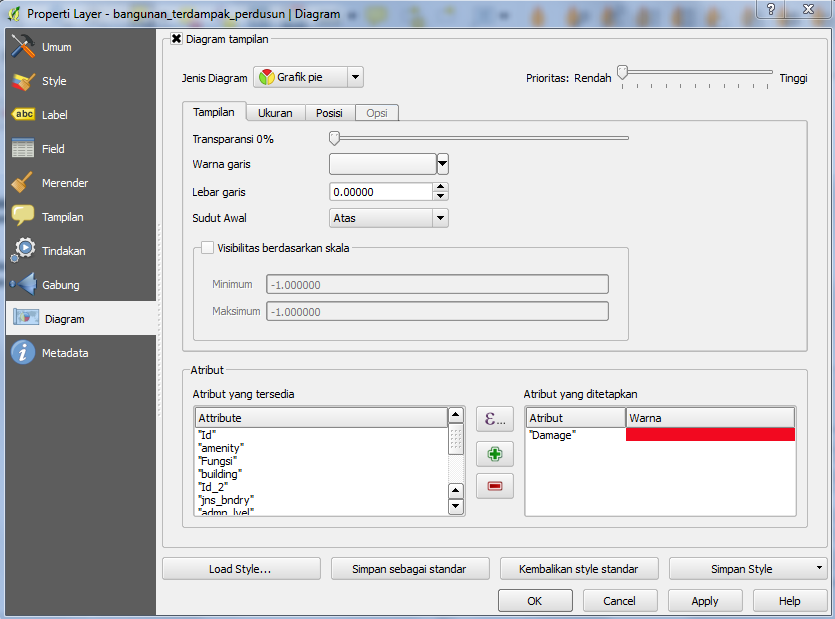 Properti Layer - bangunan_terdampak_perdusun | Diagram
?
Umum
Style
abc Label
Field
Merender
Tampilan
Tindakan
Gabung
Diagram
Metadata
Diagram tampilan
Jenis Diagram Grafik pie Prioritas: Rendah Tinggi
Tampilan Ukuran Posisi Opsi
Transparansi 0%
Warna garis
Lebar garis 0.00000
Sudut Awal Atas
Visibilitas berdasarkan skala
Minimum -1.000000
Maksimum -1.000000
Atribut
Atribut yang tersedia Atribut yang ditetapkan
Attribute ε... Atribut Warna
"Id" "Damage"
"amenity"
"Fungsi"
"building"
"Id_2"
"jns_bndry"
"admn_lvel"
Load Style... Simpan sebagai standar Kembalikan style standar Simpan Style
OK Cancel Apply Help